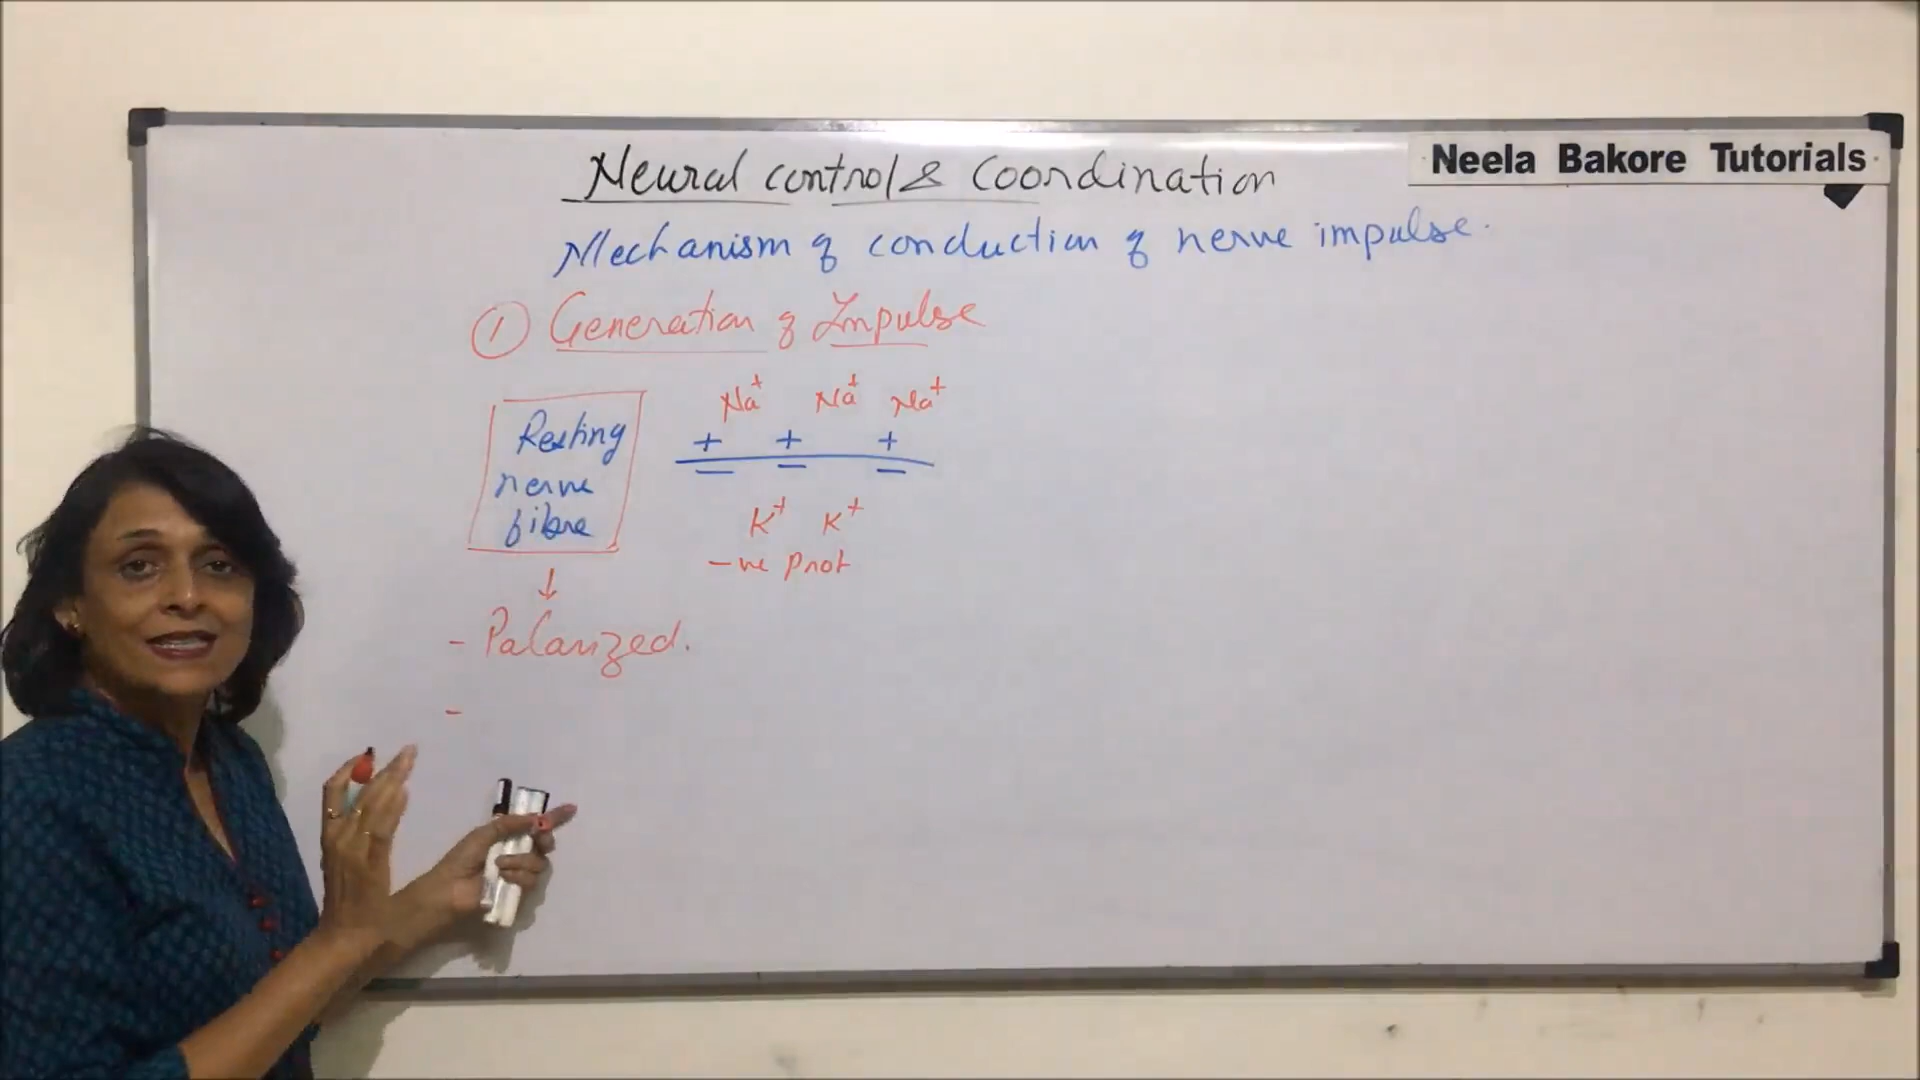 Neela Bakore Tutorials
Neural control & Coordination
Mechanism of conduction of nerve impulse.
① Generation of Impulse
Resting
nerve
fibre
Na+ Na+ Na+
+ + +
- - -
K+ K+
-ve prot
↓
- Polarized.
-